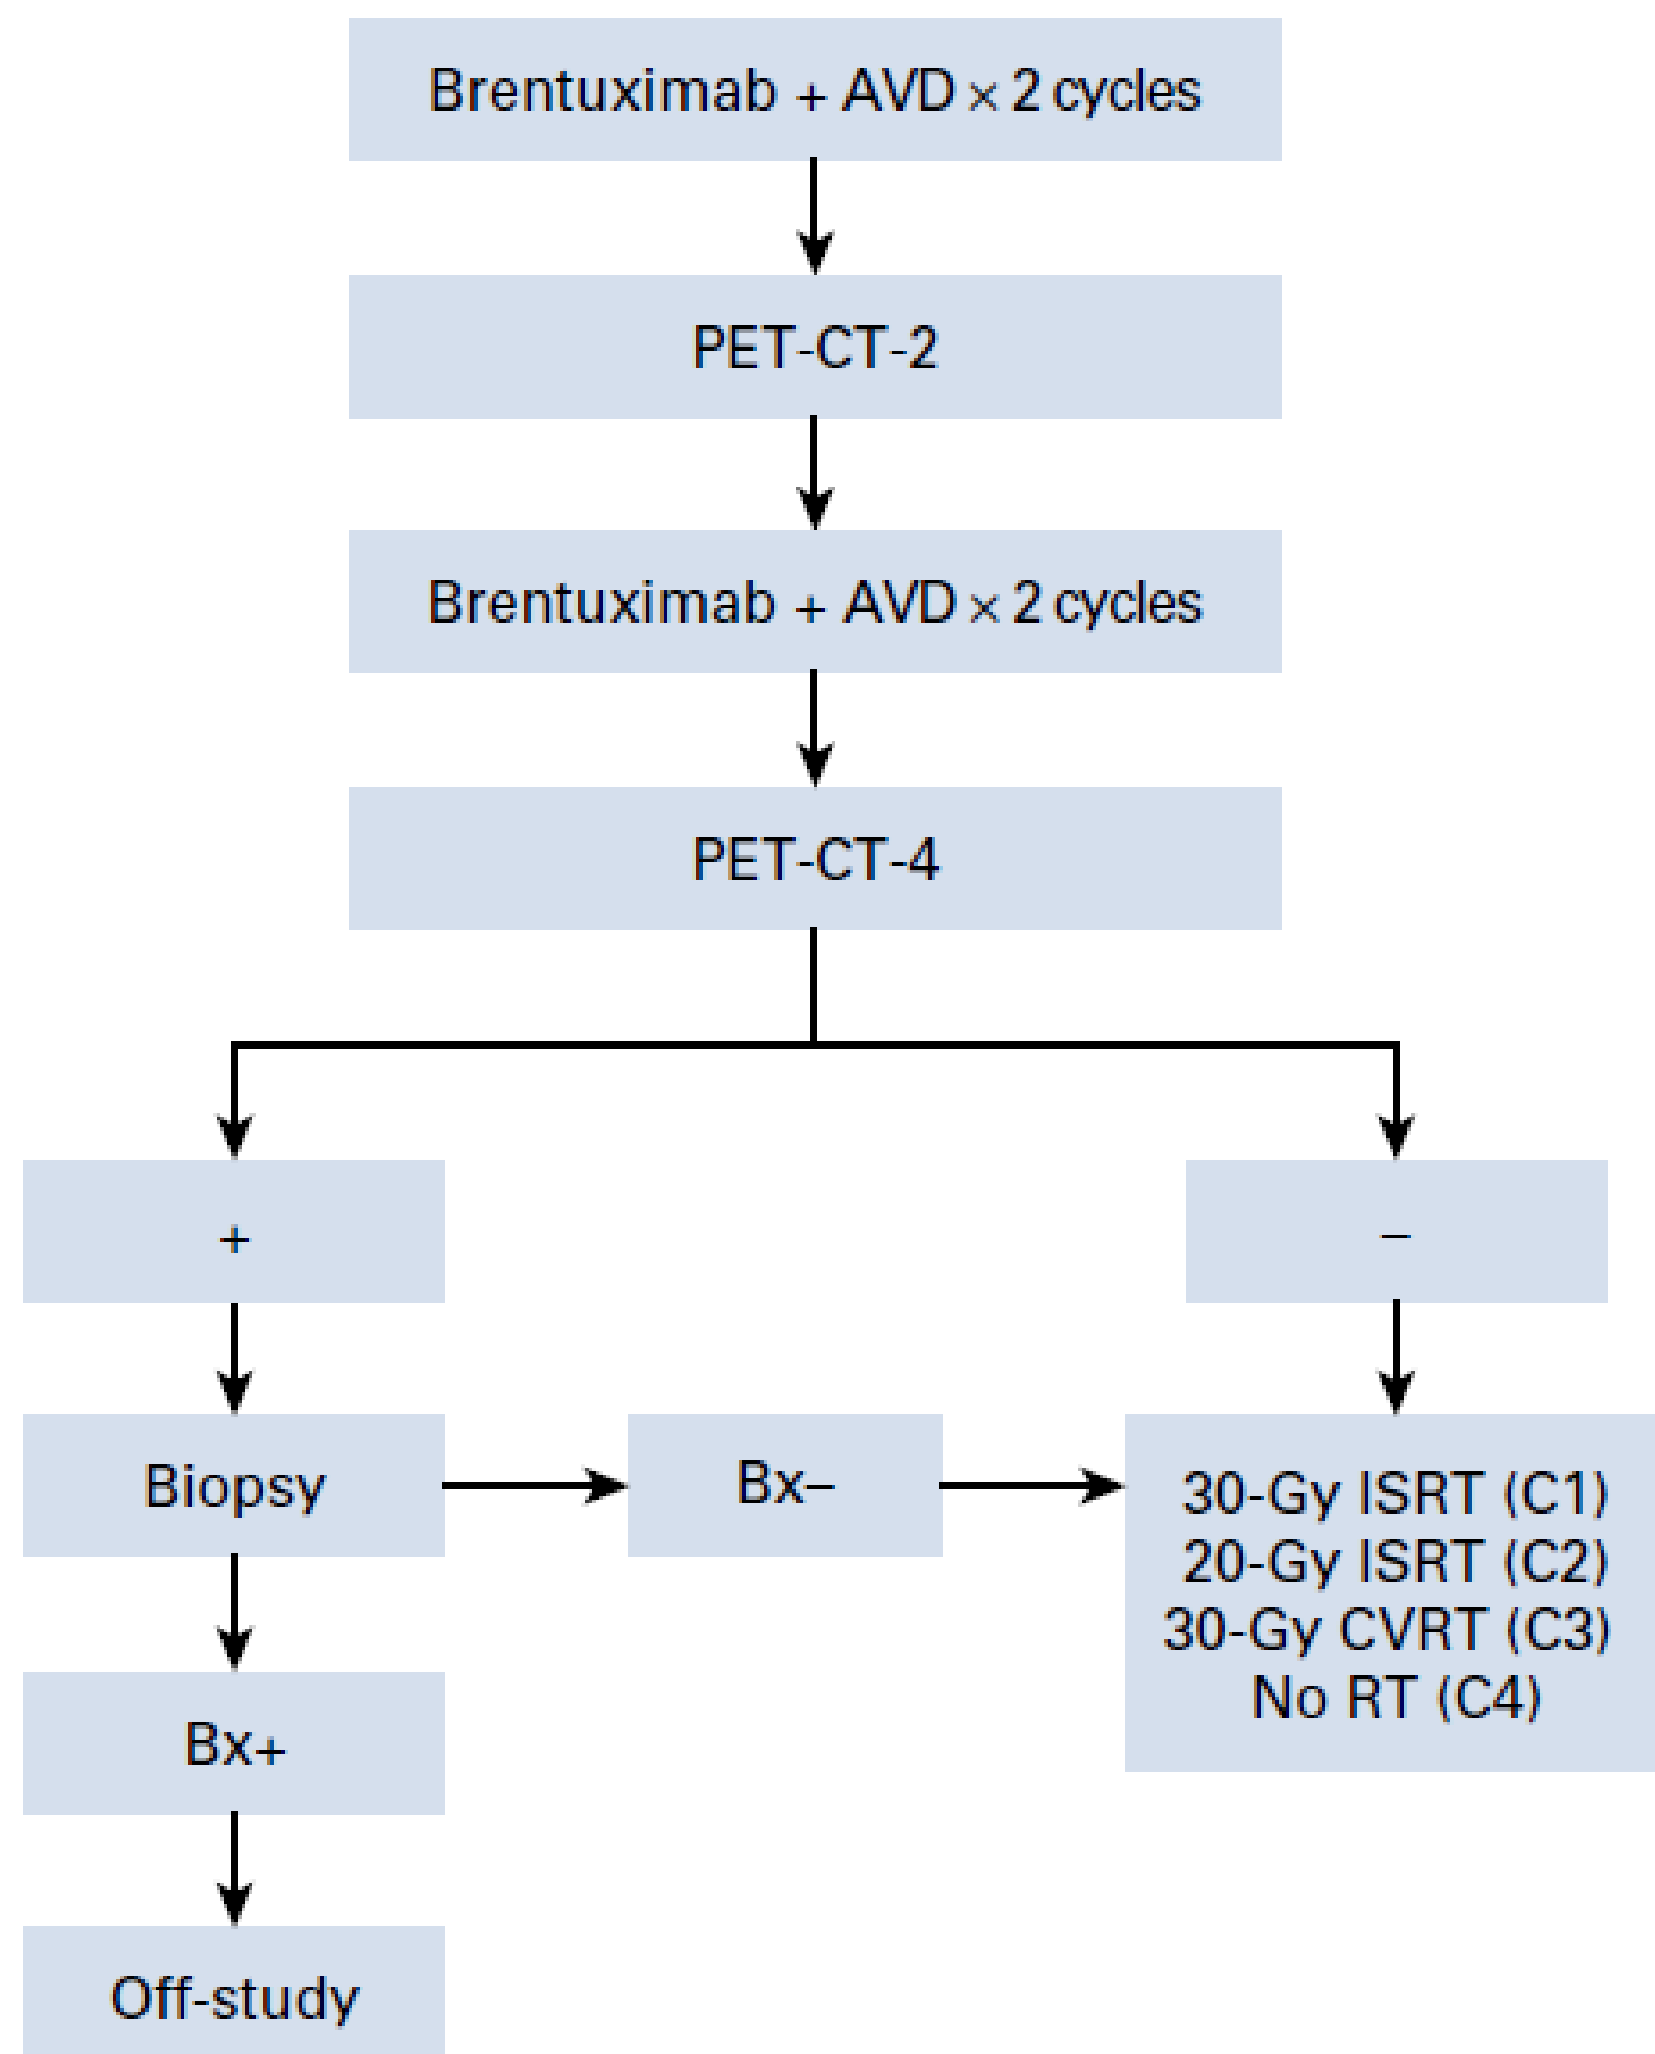 Brentuximab + AVD × 2 cycles
PET-CT-2
Brentuximab + AVD × 2 cycles
PET-CT-4
+
–
Biopsy
Bx–
30-Gy ISRT (C1)
20-Gy ISRT (C2)
30-Gy CVRT (C3)
No RT (C4)
Bx+
Off-study